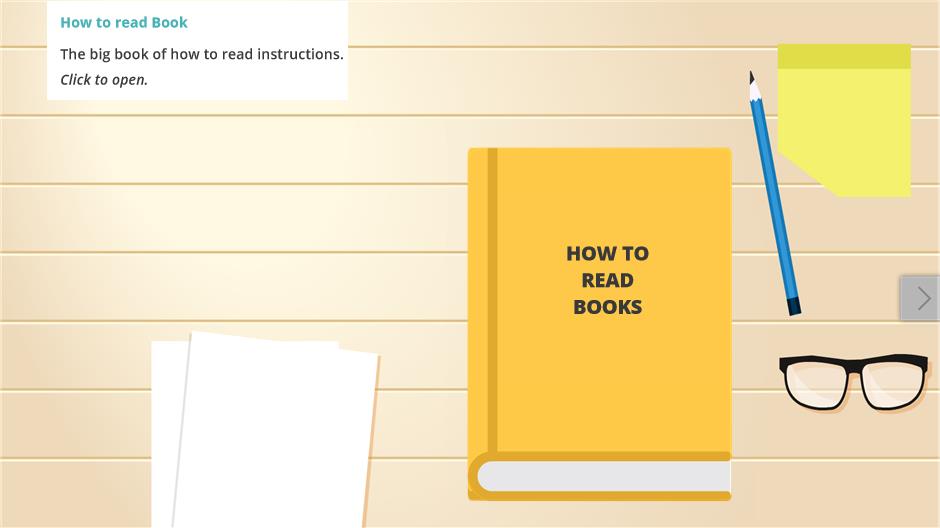 How to read Book
The big book of how to read instructions.
Click to open.
HOW TO
READ
BOOKS